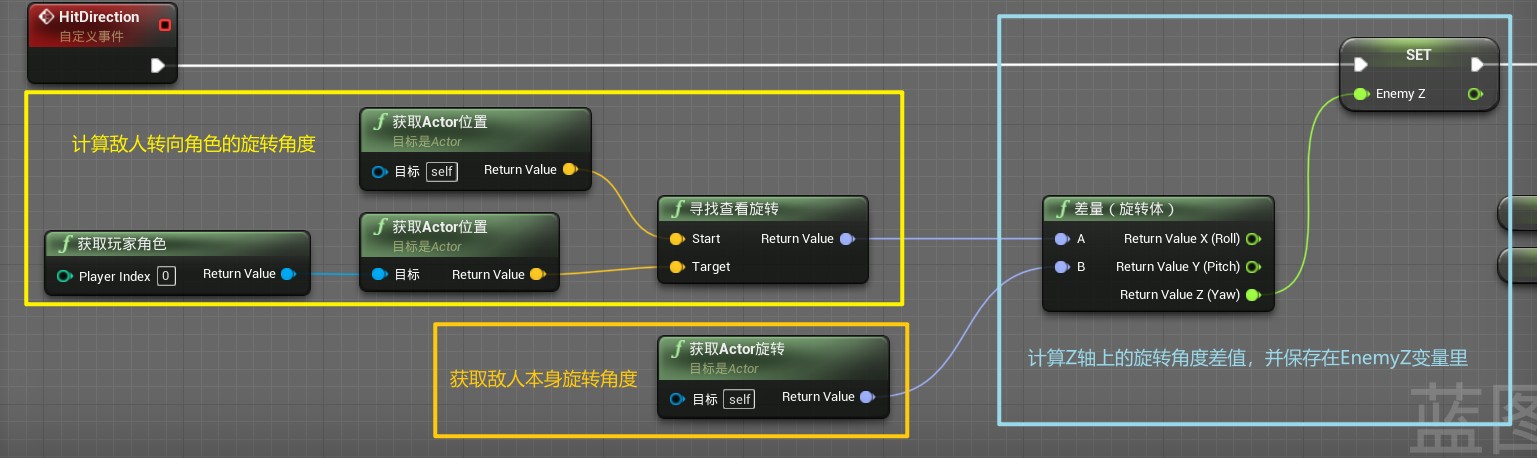 HitDirection
自定义事件
SET
Enemy Z
计算敌人转向角色的旋转角度
获取Actor位置
目标是Actor
目标 self Return Value
获取玩家角色
Player Index 0 Return Value
获取Actor位置
目标是Actor
目标 Return Value
寻找查看旋转
Start Return Value
Target
差量（旋转体）
A Return Value X (Roll)
B Return Value Y (Pitch)
Return Value Z (Yaw)
获取敌人本身旋转角度
获取Actor旋转
目标是Actor
目标 self Return Value
计算Z轴上的旋转角度差值，并保存在EnemyZ变量里
蓝图